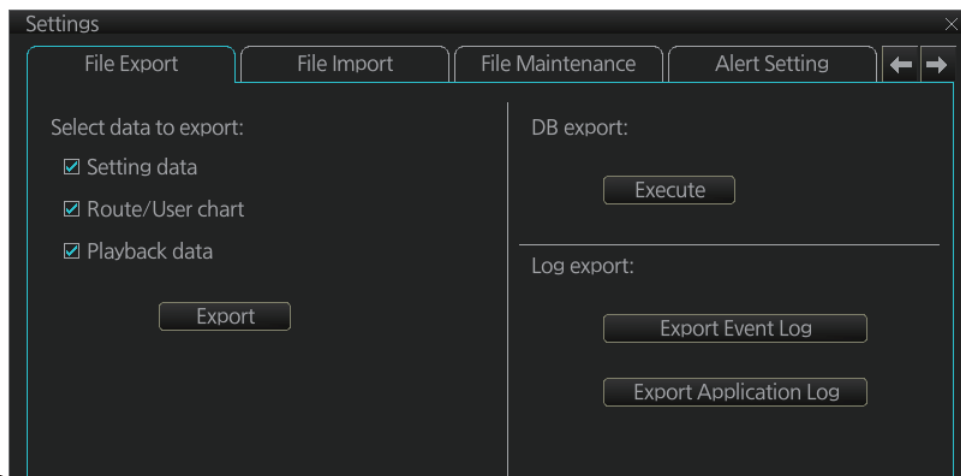 Settings
File Export
File Import
File Maintenance
Alert Setting
Select data to export:
Setting data
Route/User chart
Playback data
Export
DB export:
Execute
Log export:
Export Event Log
Export Application Log